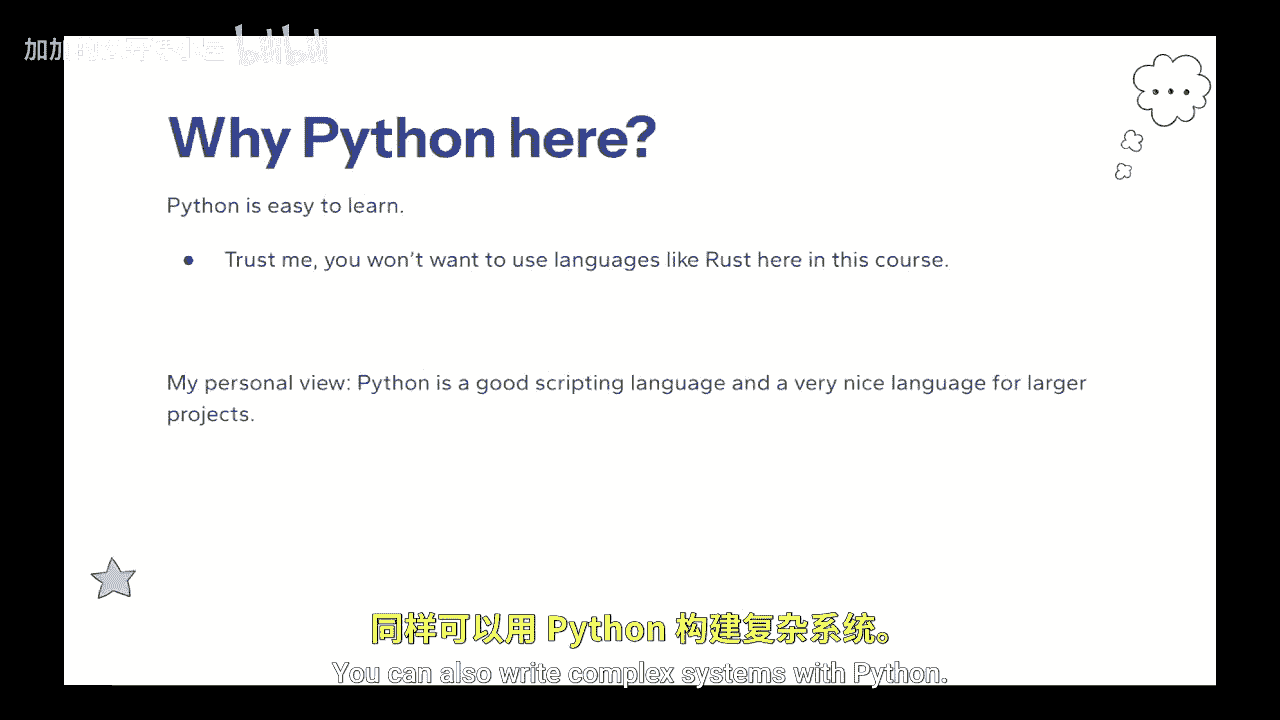 bilibili
Why Python here?
Python is easy to learn.
● Trust me, you won't want to use languages like Rust here in this course.
My personal view: Python is a good scripting language and a very nice language for larger
projects.
同样可以用 Python 构建复杂系统。
You can also write complex systems with Python.